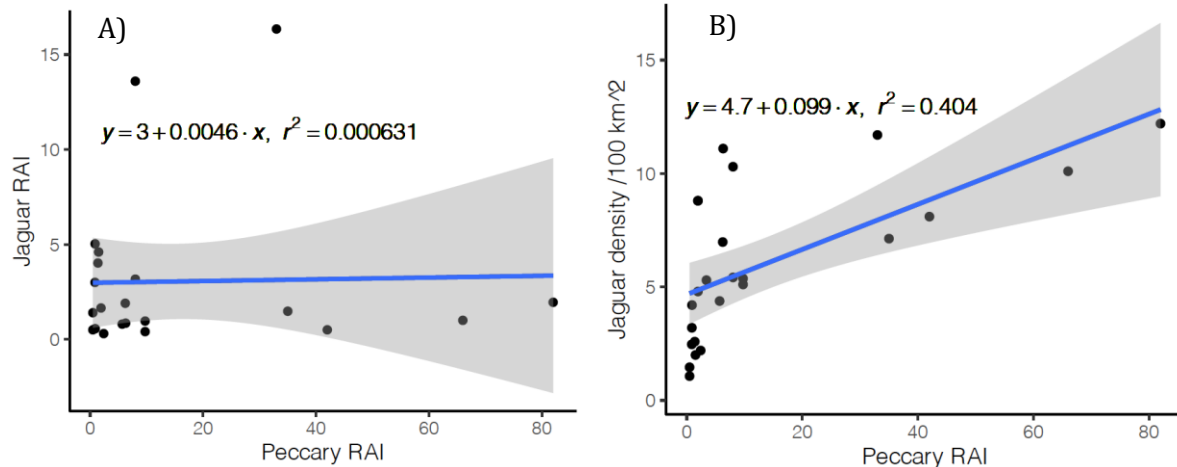 A)
y = 3 + 0.0046 · x, r² = 0.000631
Jaguar RAI
15
10
5
0
0 20 40 60 80
Peccary RAI
B)
y = 4.7 + 0.099 · x, r² = 0.404
Jaguar density /100 km^2
15
10
5
0
0 20 40 60 80
Peccary RAI